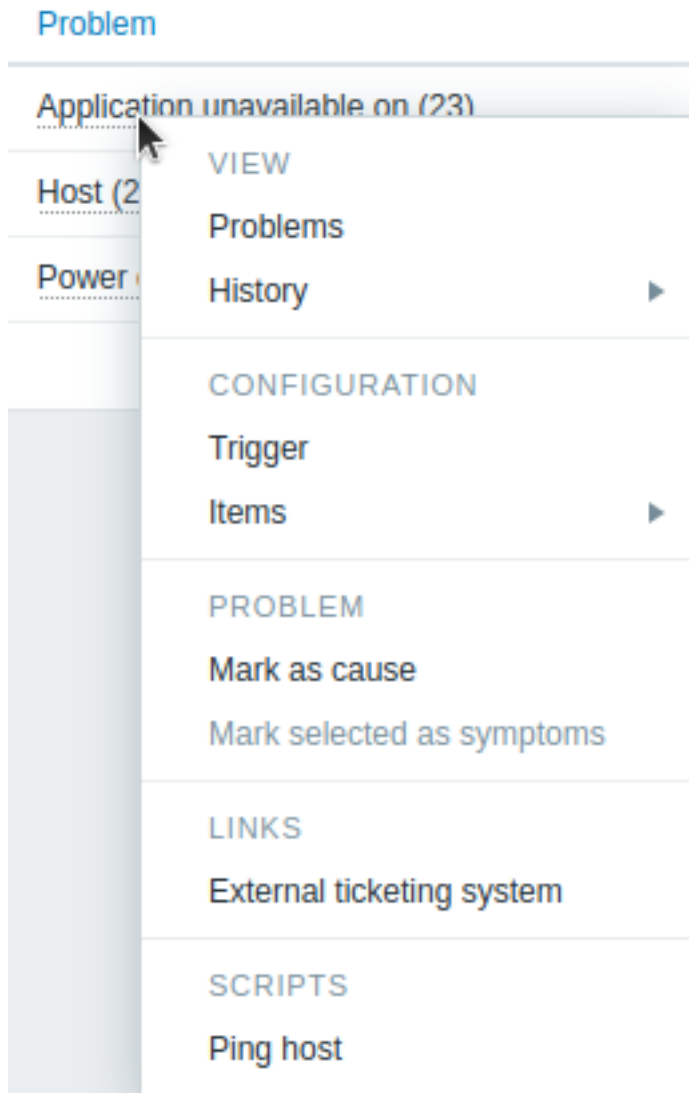 Problem
Application unavailable on (23)
Host (2
Power
VIEW
Problems
History
CONFIGURATION
Trigger
Items
PROBLEM
Mark as cause
Mark selected as symptoms
LINKS
External ticketing system
SCRIPTS
Ping host